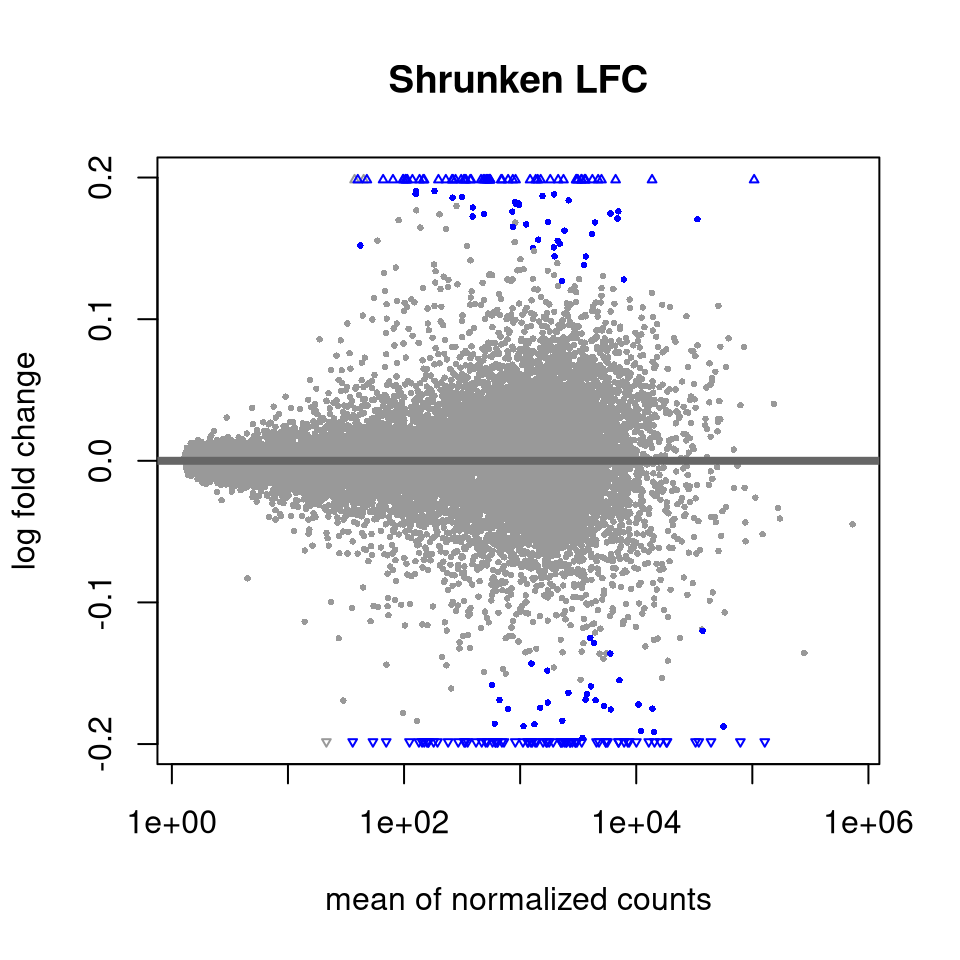 Shrunken LFC
log fold change
0.2
0.1
0.0
-0.1
-0.2
1e+00 1e+02 1e+04 1e+06
mean of normalized counts